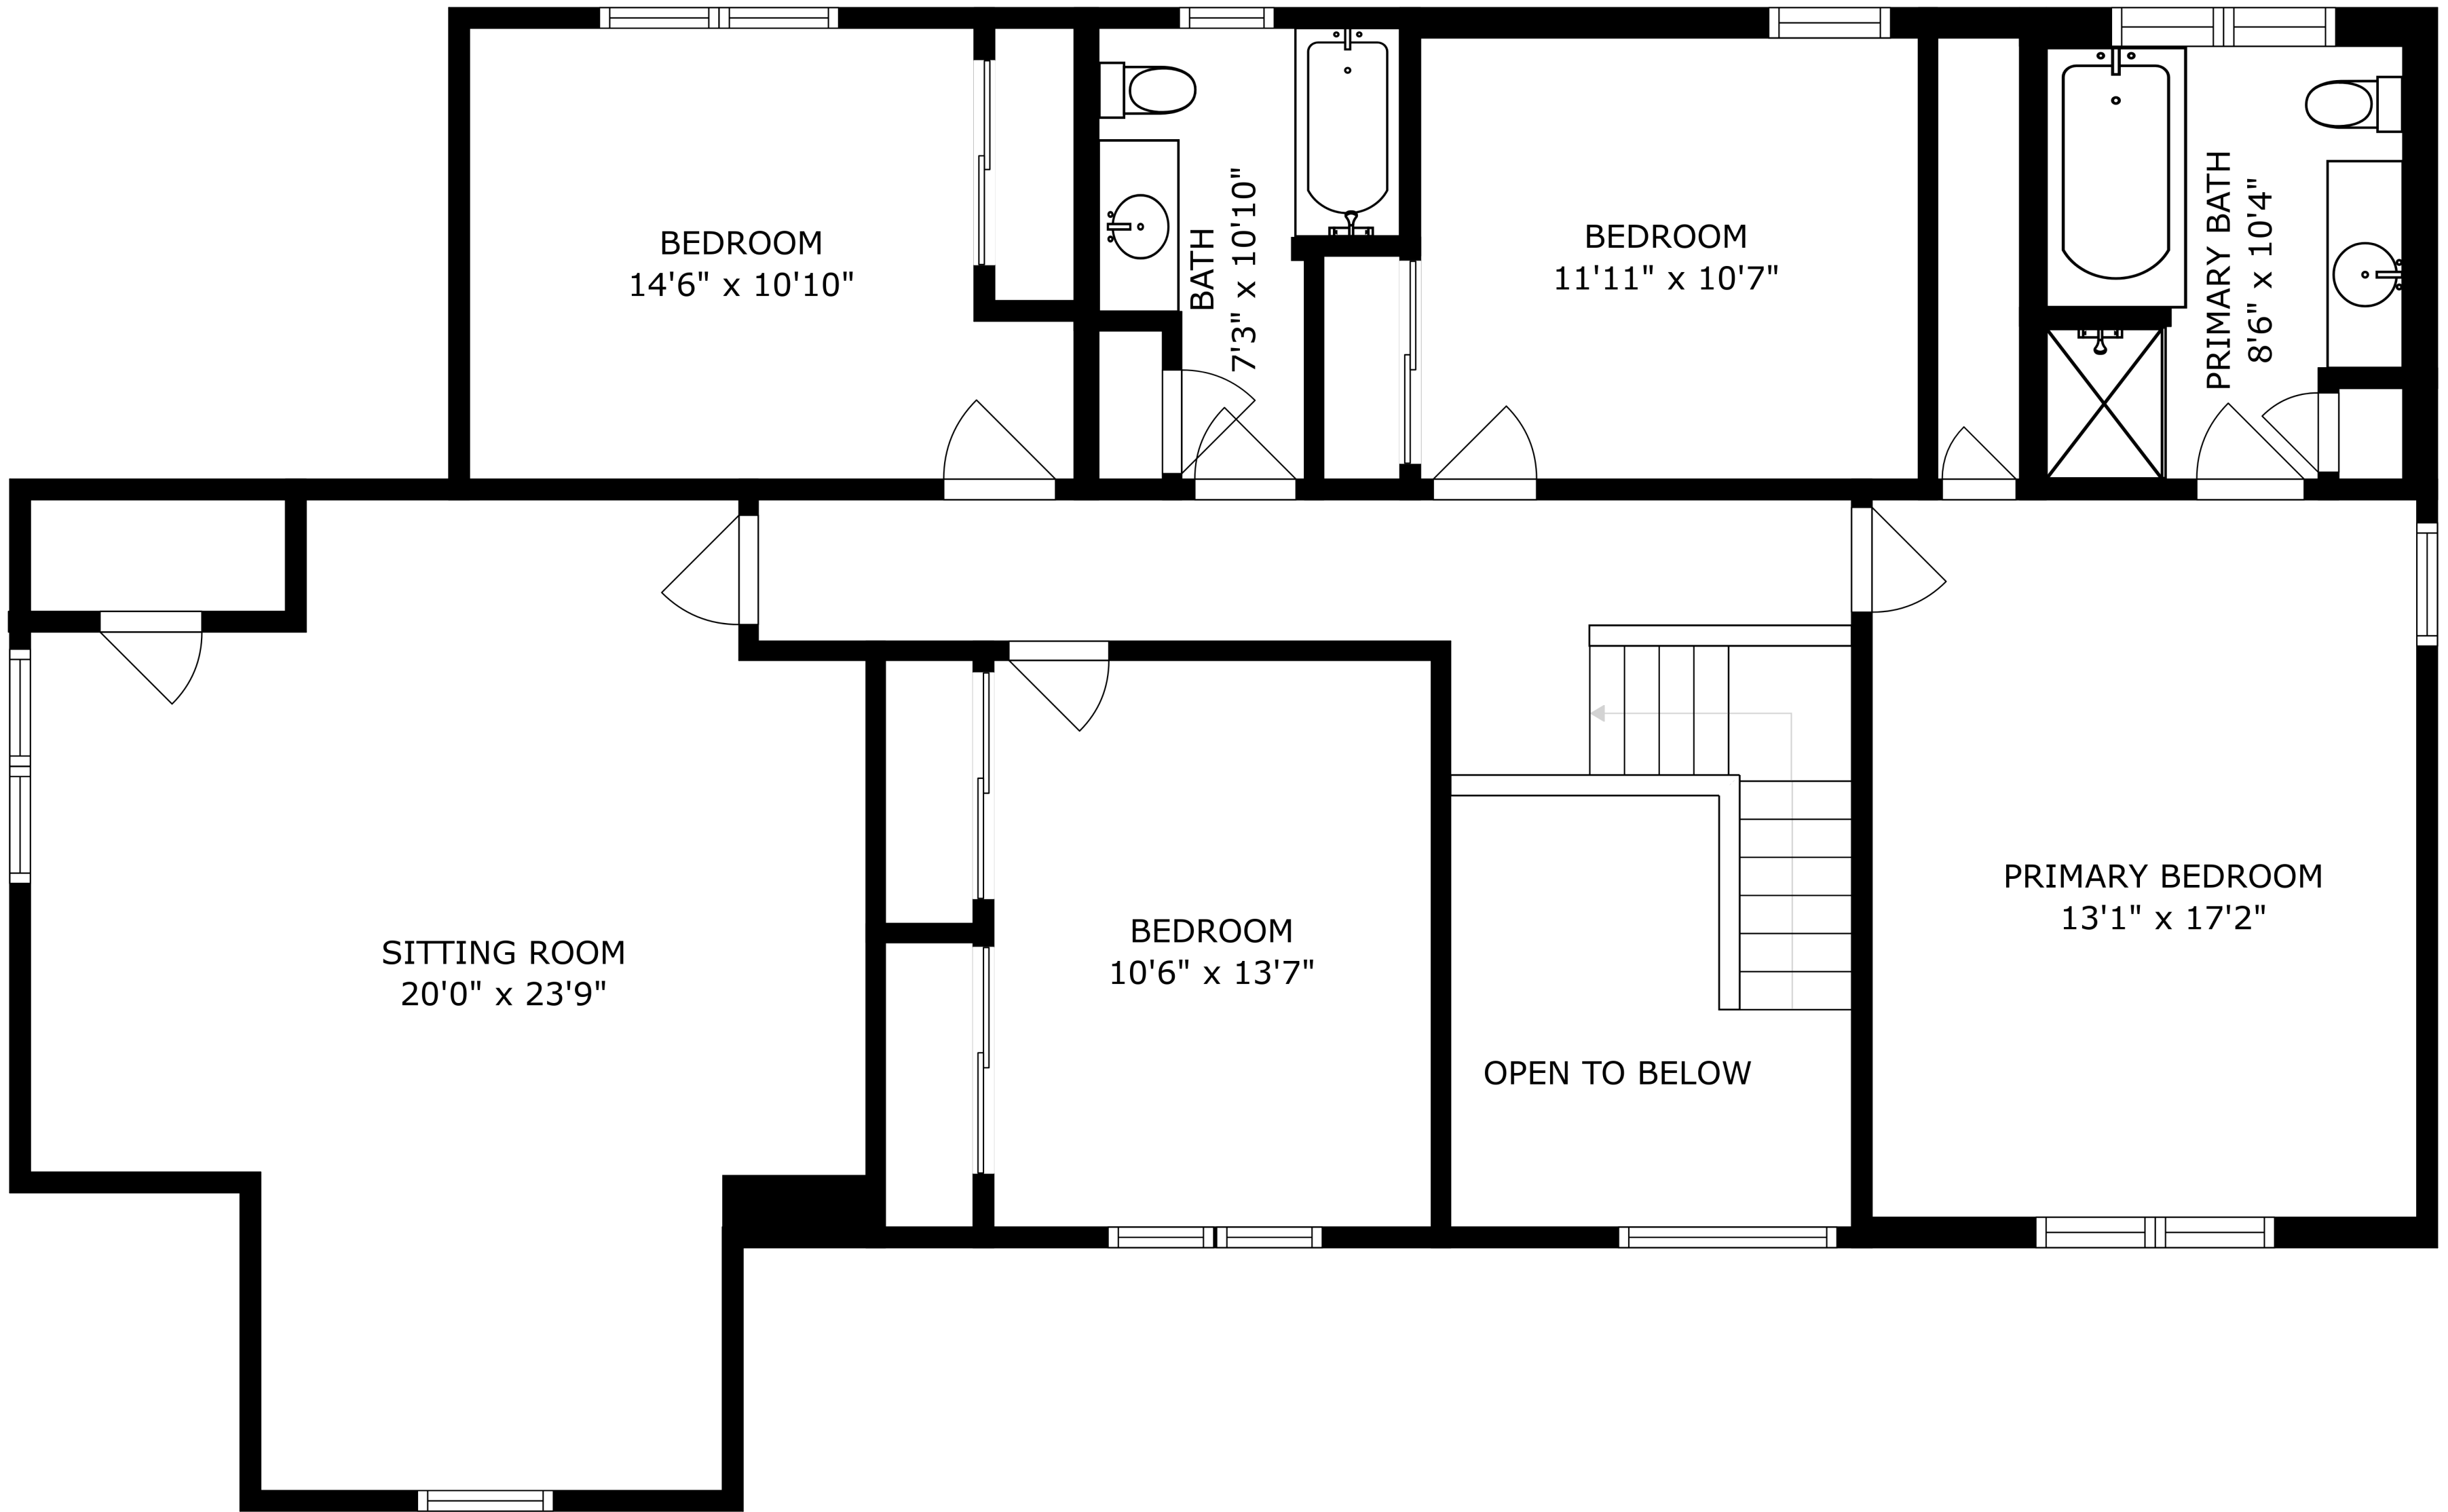 BEDROOM
14'6" x 10'10"
BATH
7'3" x 10'10"
BEDROOM
11'11" x 10'7"
PRIMARY BATH
8'6" x 10'4"
SITTING ROOM
20'0" x 23'9"
BEDROOM
10'6" x 13'7"
OPEN TO BELOW
PRIMARY BEDROOM
13'1" x 17'2"